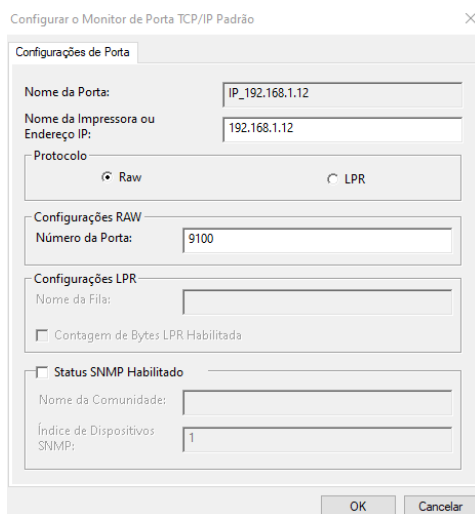 Configurar o Monitor de Porta TCP/IP Padrão
Configurações de Porta
Nome da Porta: IP_192.168.1.12
Nome da Impressora ou
Endereço IP: 192.168.1.12
Protocolo
Raw LPR
Configurações RAW
Número da Porta: 9100
Configurações LPR
Nome da Fila:
Contagem de Bytes LPR Habilitada
Status SNMP Habilitado
Nome da Comunidade:
Índice de Dispositivos
SNMP: 1
OK Cancelar